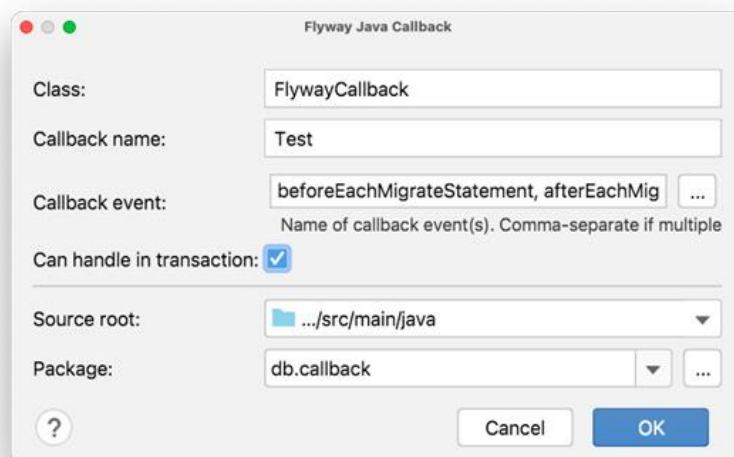 Flyway Java Callback
Class: FlywayCallback
Callback name: Test
Callback event: beforeEachMigrateStatement, afterEachMig ...
Name of callback event(s). Comma-separate if multiple
Can handle in transaction:
Source root: .../src/main/java
Package: db.callback ...
? Cancel OK